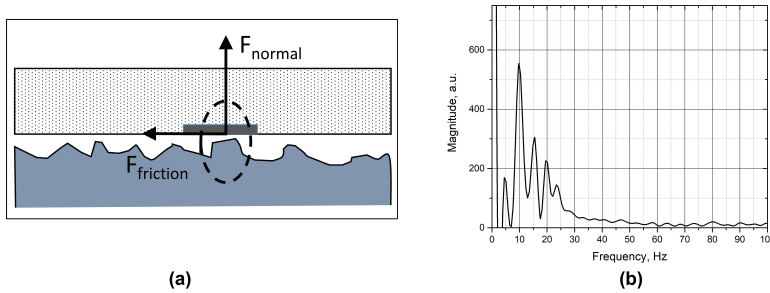 F normal
F friction
(a)
Magnitude, a.u.
600
400
200
0
0 10 20 30 40 50 60 70 80 90 100
Frequency, Hz
(b)